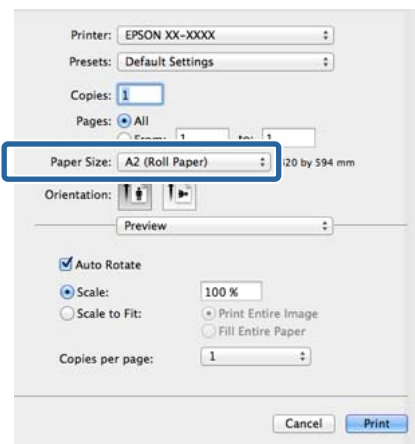 Printer: EPSON XX-XXXX
Presets: Default Settings
Copies: 1
Pages: All
From: 1 to: 1
Paper Size: A2 (Roll Paper) 20 by 594 mm
Orientation:
Preview
Auto Rotate
Scale: 100 %
Scale to Fit: Print Entire Image
Fill Entire Paper
Copies per page: 1
Cancel Print